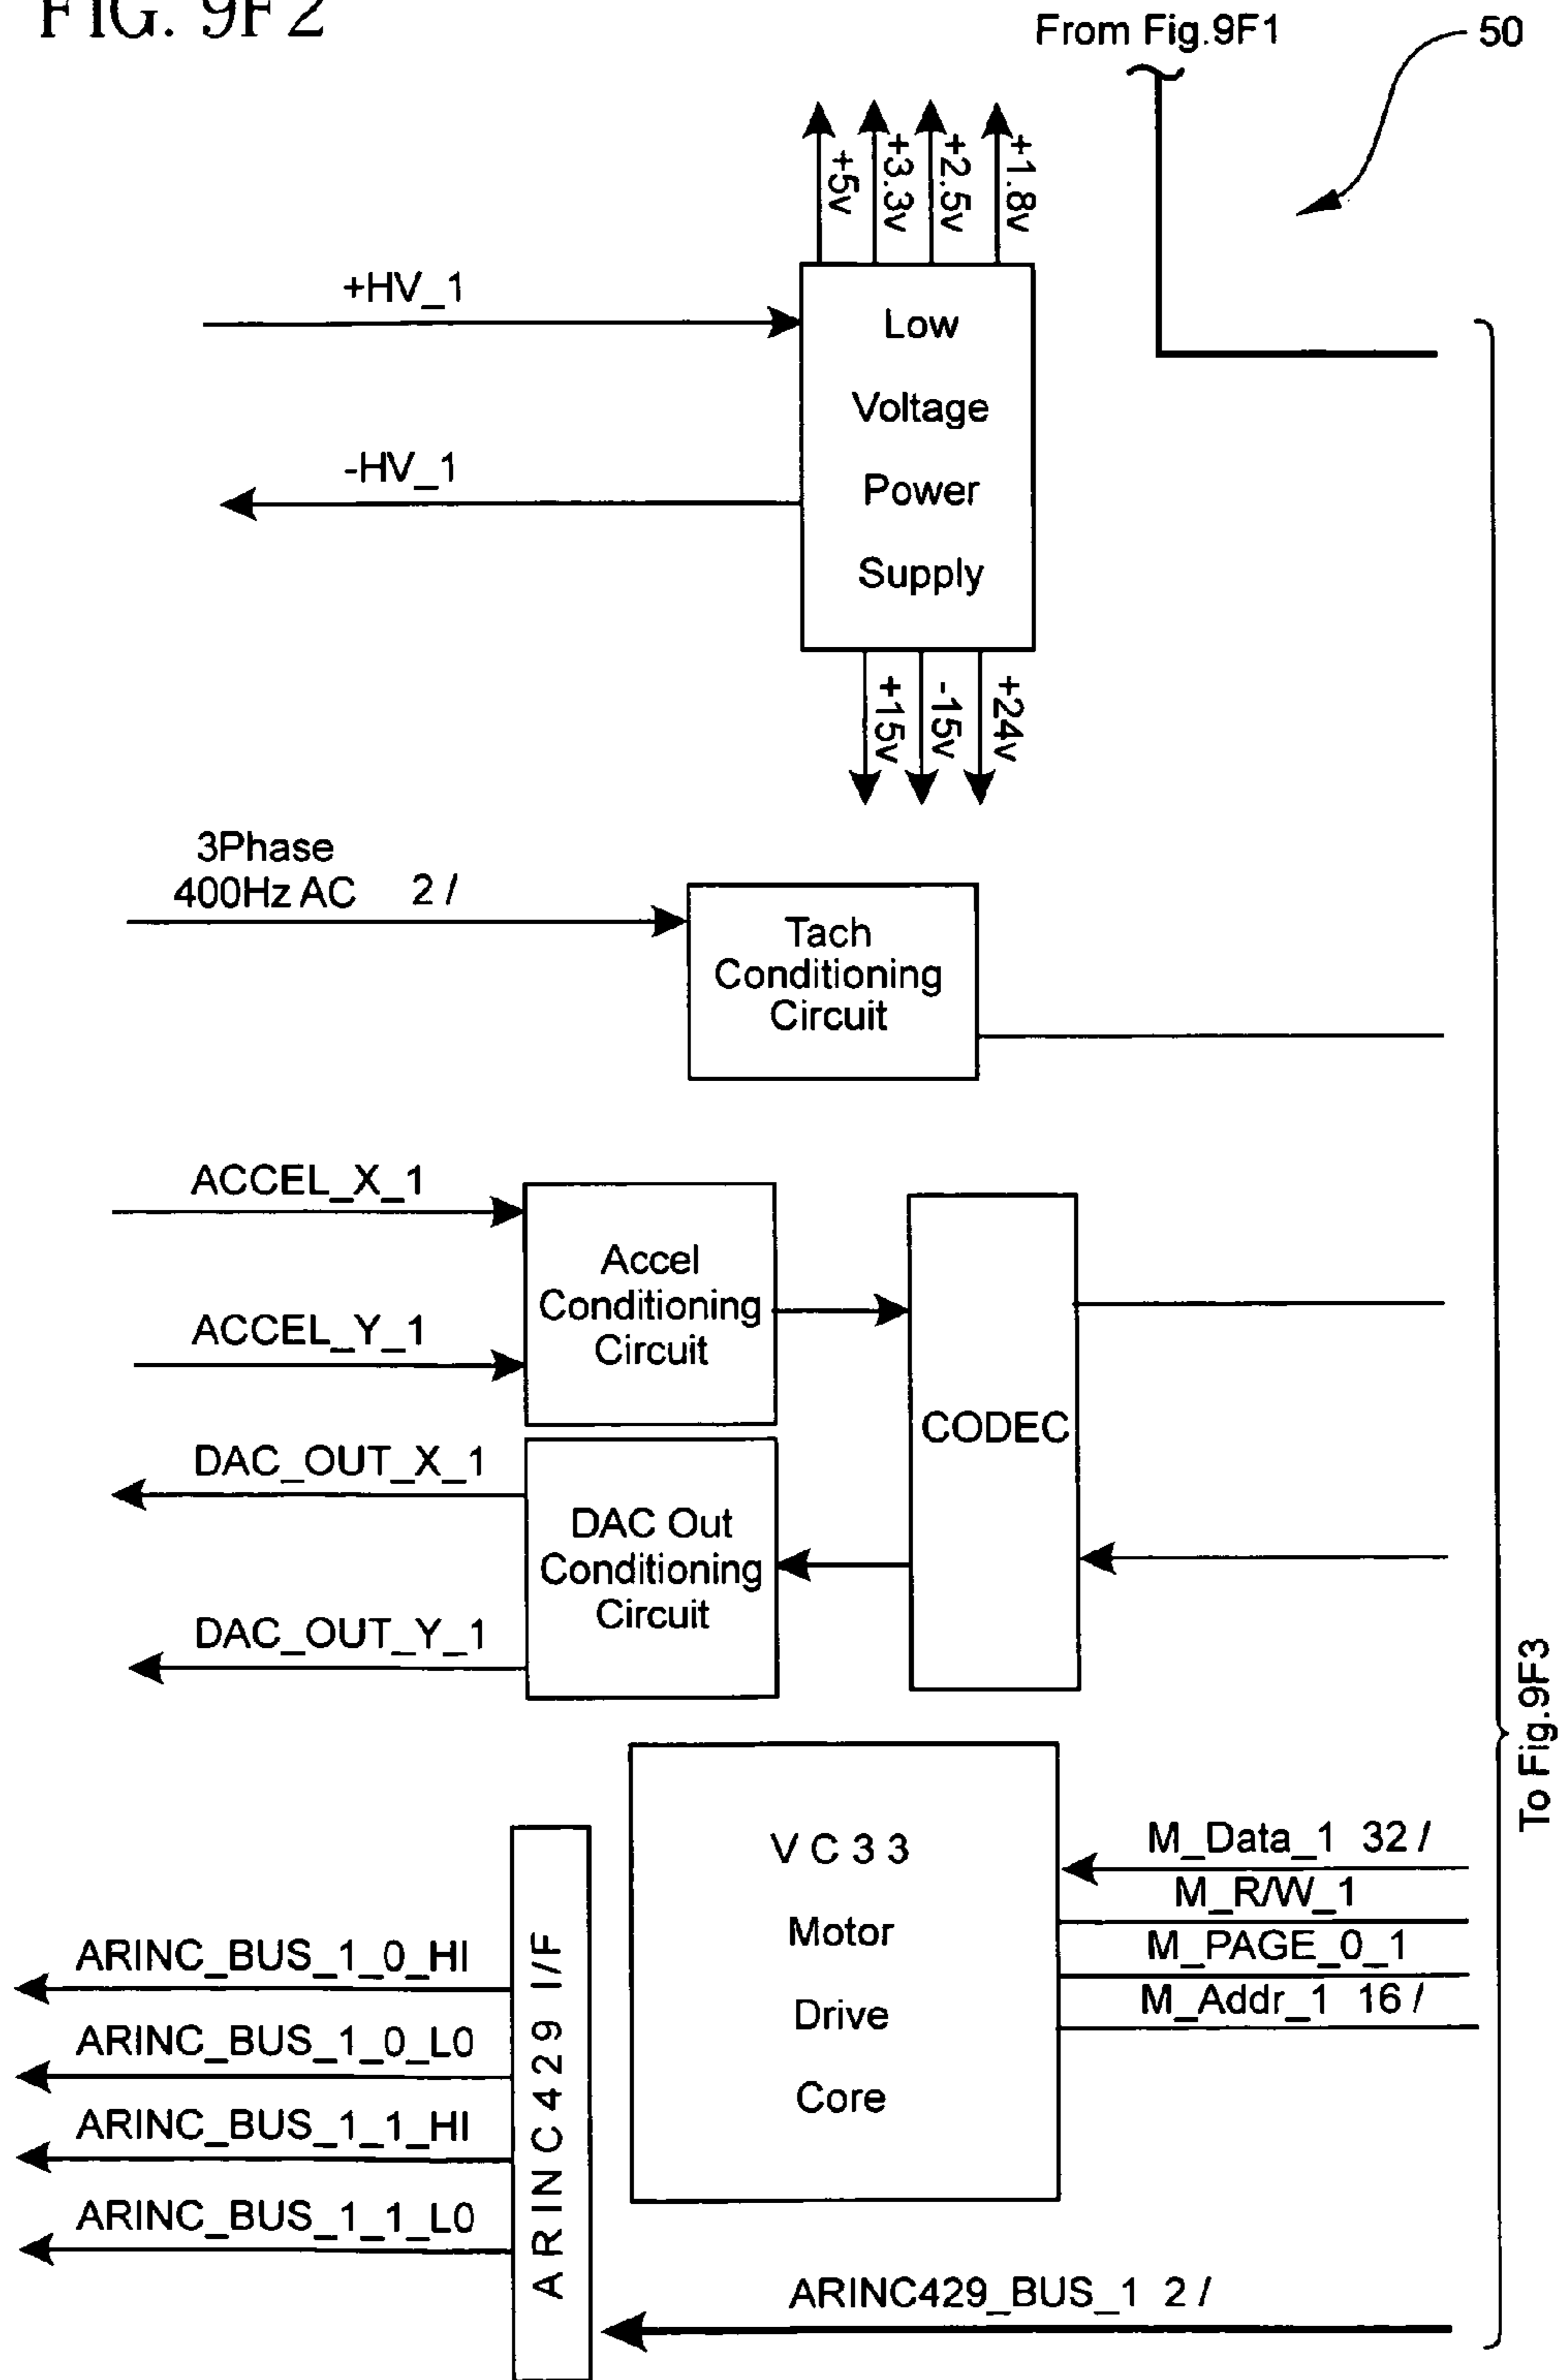 FIG. 9F2
From Fig.9F1
50
+5v
+3.3v
+2.5v
+1.8v
+HV_1
-HV_1
Low
Voltage
Power
Supply
+15v
-15v
+24v
3Phase
400Hz AC 2 /
Tach
Conditioning
Circuit
ACCEL_X_1
ACCEL_Y_1
Accel
Conditioning
Circuit
CODEC
DAC_OUT_X_1
DAC_OUT_Y_1
DAC Out
Conditioning
Circuit
To Fig.9F3
V C 3 3
Motor
Drive
Core
M_Data_1 32 /
M_R/W_1
M_PAGE_0_1
M_Addr_1 16 /
ARINC_BUS_1_0_HI
ARINC_BUS_1_0_L0
ARINC_BUS_1_1_HI
ARINC_BUS_1_1_L0
ARINC429 I/F
ARINC429_BUS_1 2 /